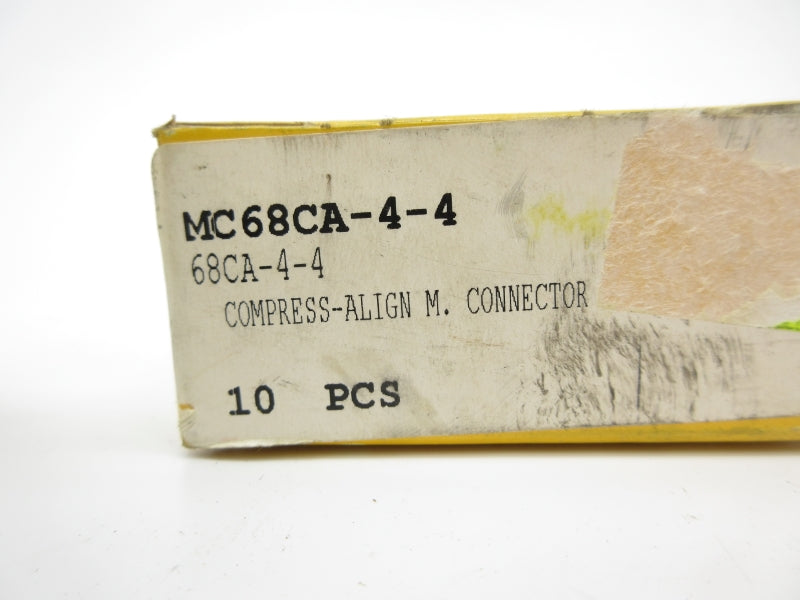 MC68CA-4-4
68CA-4-4
COMPRESS-ALIGN M. CONNECTOR
10 PCS